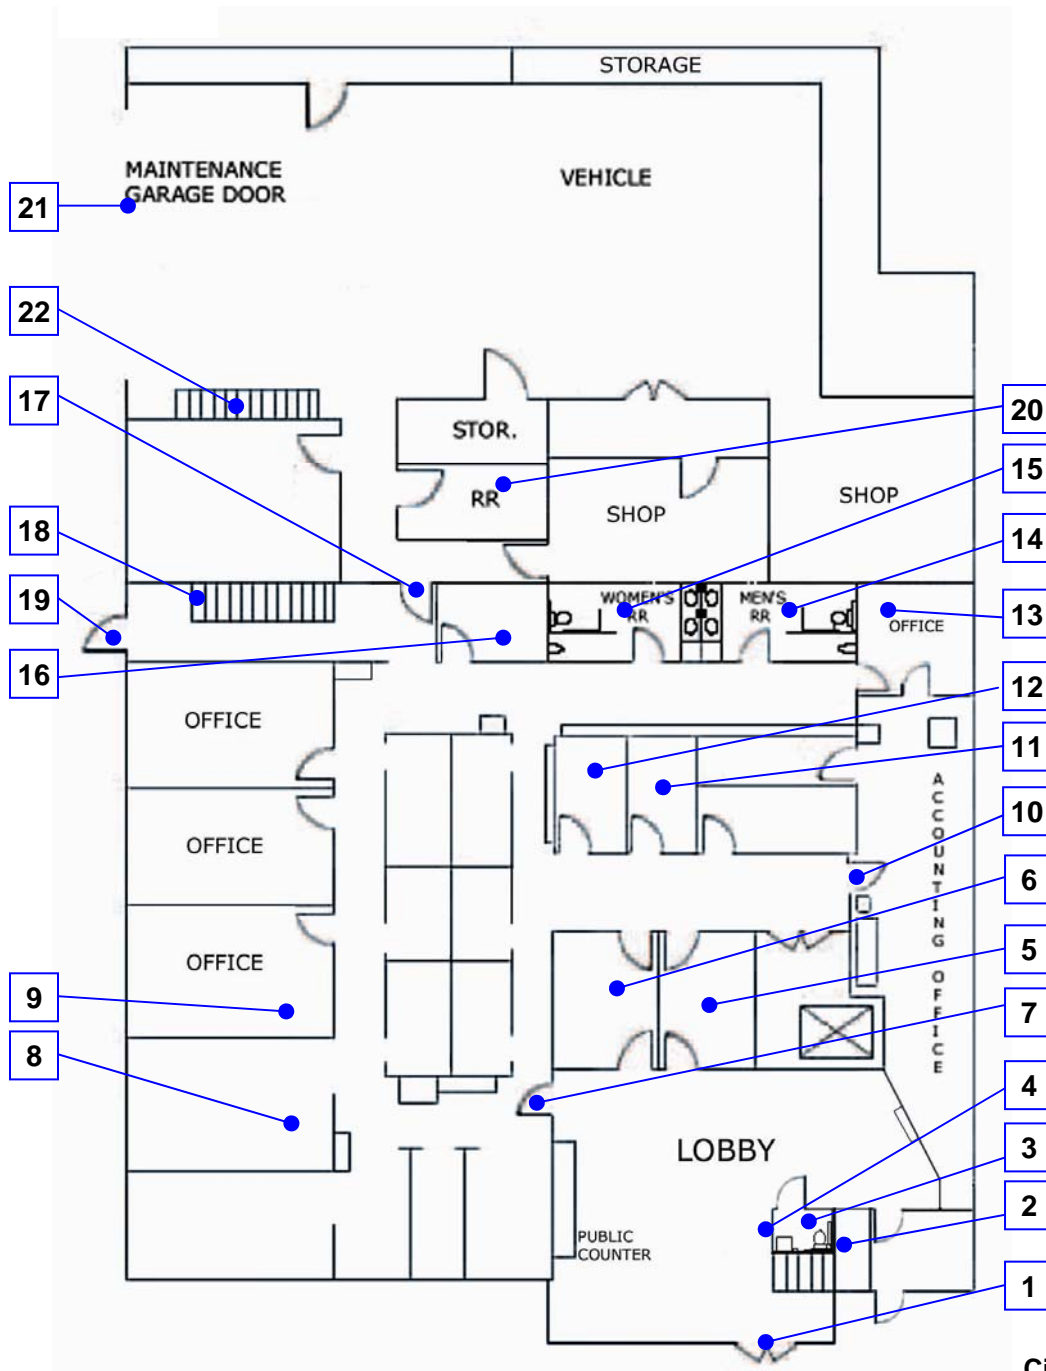 STORAGE
MAINTENANCE
GARAGE DOOR
VEHICLE
21
22
17
20
STOR.
15
RR
SHOP
SHOP
18
14
19
WOMEN'S
RR
MEN'S
RR
13
OFFICE
16
12
OFFICE
11
ACCOUNTING OFFICE
10
OFFICE
6
5
OFFICE
9
7
8
4
LOBBY
3
2
PUBLIC
COUNTER
1